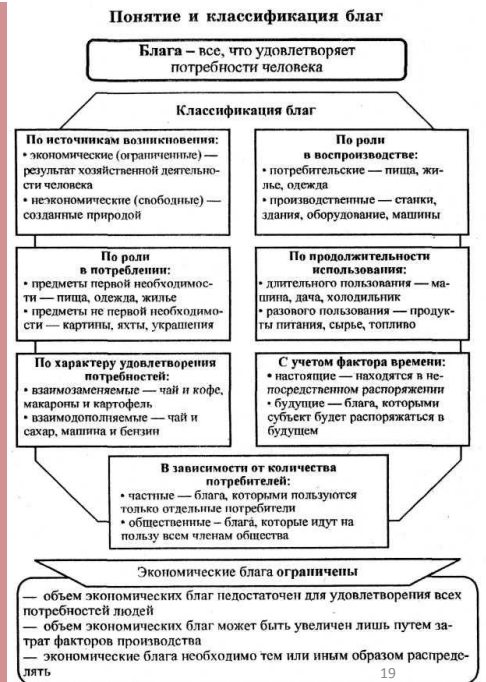 Понятие и классификация благ
Блага – все, что удовлетворяет
потребности человека
Классификация благ
По источникам возникновения:
• экономические (ограниченные) —
результат хозяйственной деятельно-
сти человека
• неэкономические (свободные) —
созданные природой
По роли
в воспроизводстве:
• потребительские — пища, жи-
лье, одежда
• производственные — станки,
здания, оборудование, машины
По роли
в потреблении:
• предметы первой необходимос-
ти — пища, одежда, жилье
• предметы не первой необходимо-
сти — картины, яхты, украшения
По продолжительности
использования:
• длительного пользования — ма-
шина, дача, холодильник
• разового пользования — продук-
ты питания, сырье, топливо
По характеру удовлетворения
потребностей:
• взаимозаменяемые — чай и кофе,
макароны и картофель
• взаимодополняемые — чай и
сахар, машина и бензин
С учетом фактора времени:
• настоящие — находятся в не-
посредственном распоряжении
• будущие — блага, которыми
субъект будет распоряжаться в
будущем
В зависимости от количества
потребителей:
• частные — блага, которыми пользуются
только отдельные потребители
• общественные – блага, которые идут на
пользу всем членам общества
Экономические блага ограничены
— объем экономических благ недостаточен для удовлетворения всех
потребностей людей
— объем экономических благ может быть увеличен лишь путем за-
трат факторов производства
— экономические блага необходимо тем или иным образом распреде-
лять
19